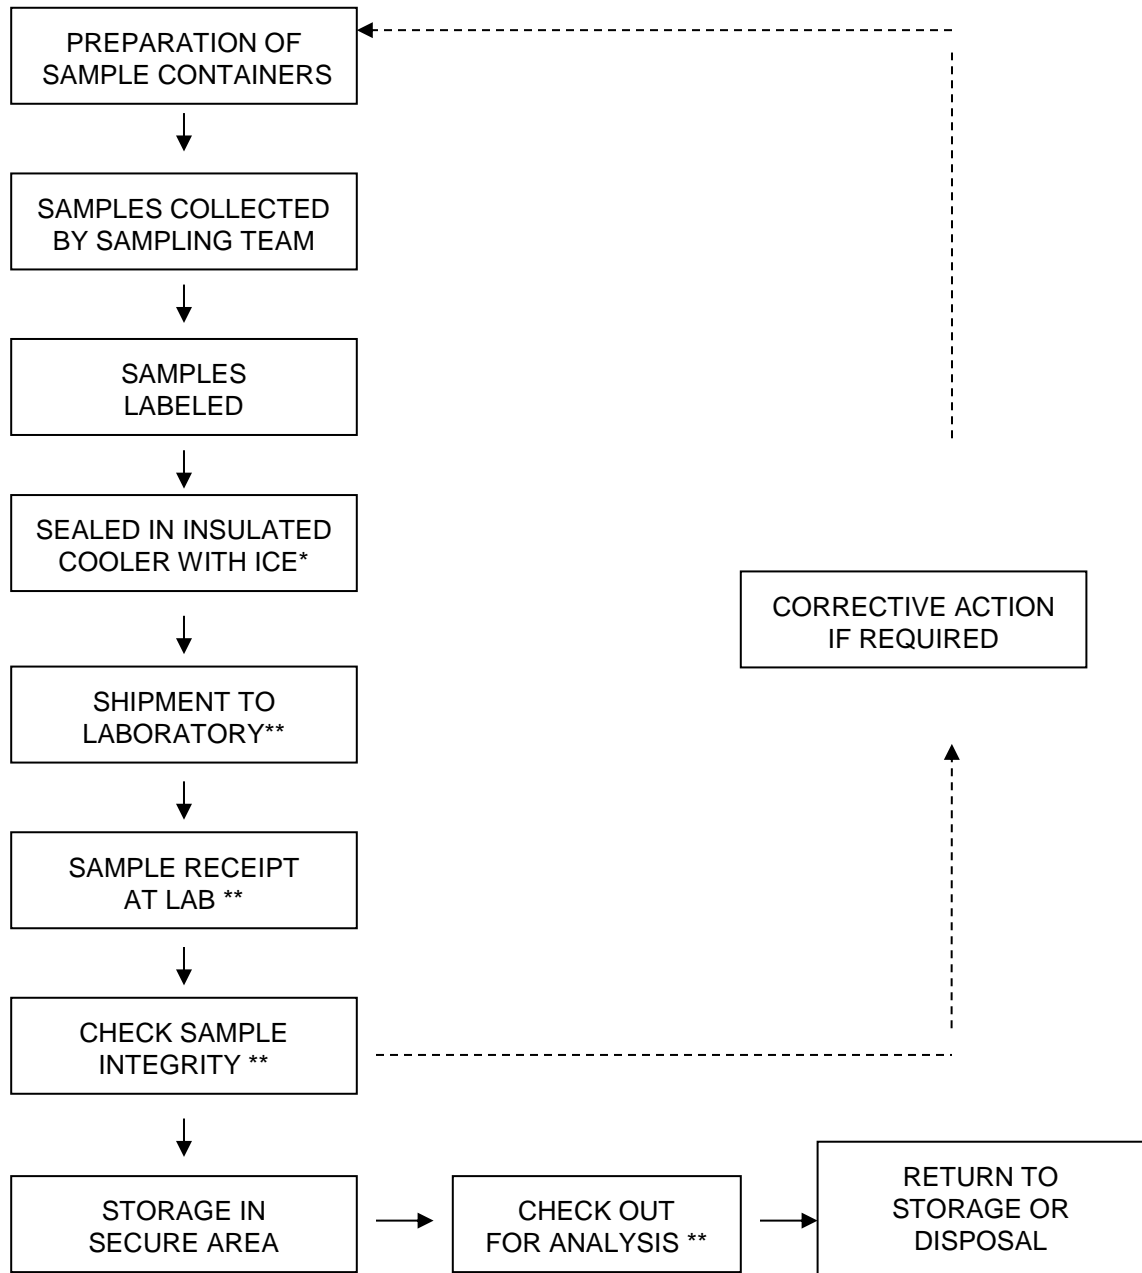 PREPARATION OF
SAMPLE CONTAINERS
SAMPLES COLLECTED
BY SAMPLING TEAM
SAMPLES
LABELED
SEALED IN INSULATED
COOLER WITH ICE*
CORRECTIVE ACTION
IF REQUIRED
SHIPMENT TO
LABORATORY**
SAMPLE RECEIPT
AT LAB **
CHECK SAMPLE
INTEGRITY **
STORAGE IN
SECURE AREA
CHECK OUT
FOR ANALYSIS **
RETURN TO
STORAGE OR
DISPOSAL